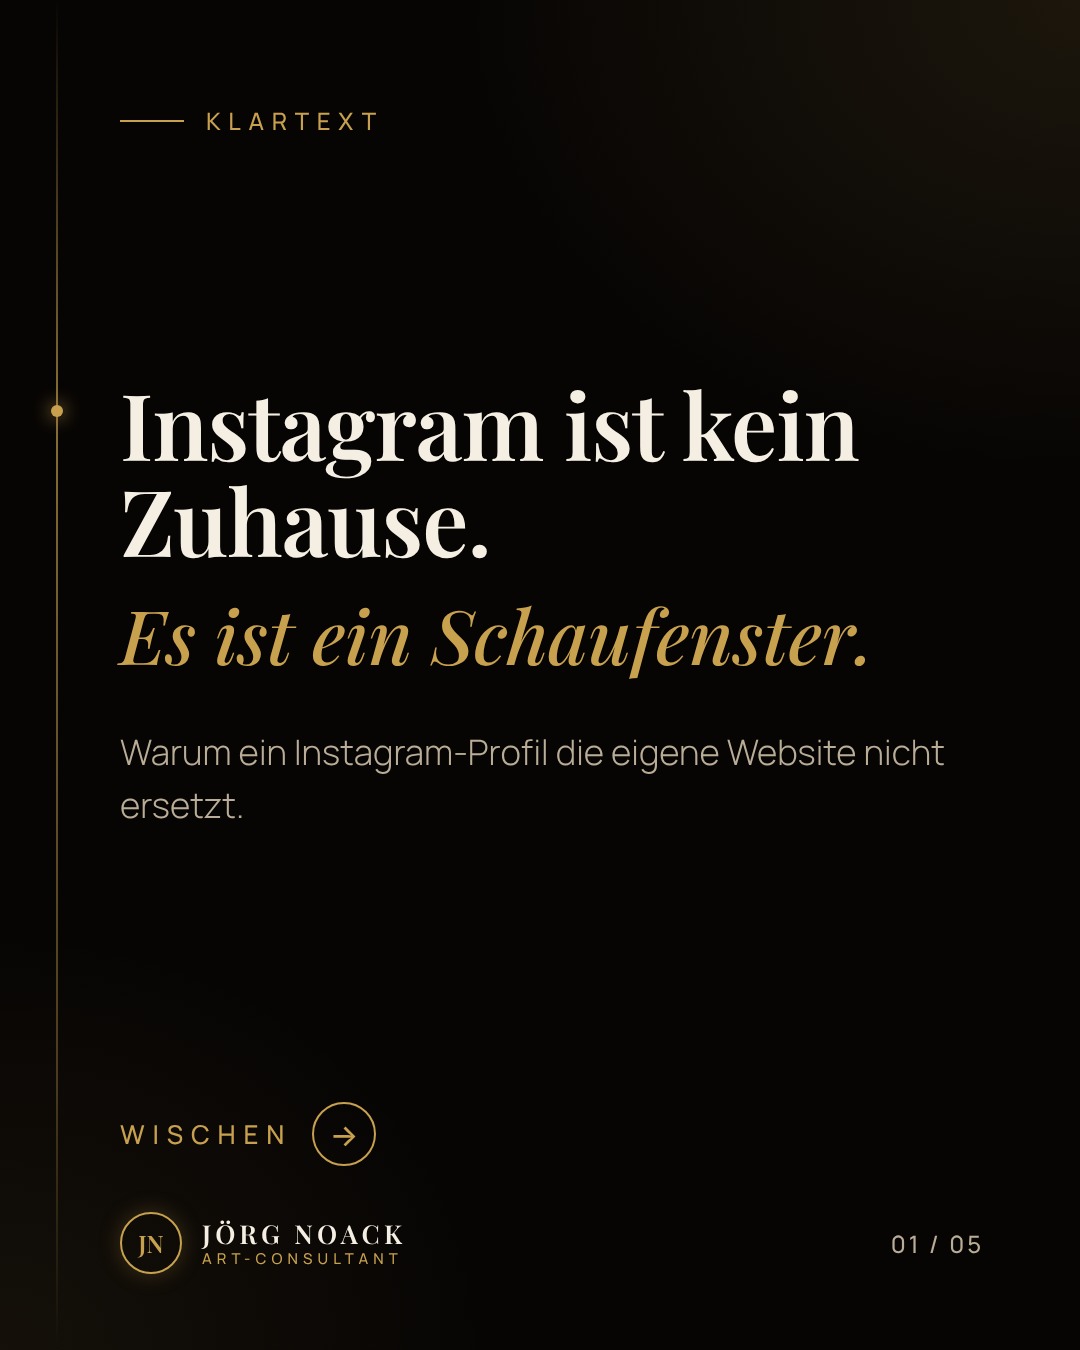 KLARTEXT
Instagram ist kein
Zuhause.
Es ist ein Schaufenster.
Warum ein Instagram-Profil die eigene Website nicht
ersetzt.
WISCHEN →
JN
JÖRG NOACK
ART-CONSULTANT
01 / 05